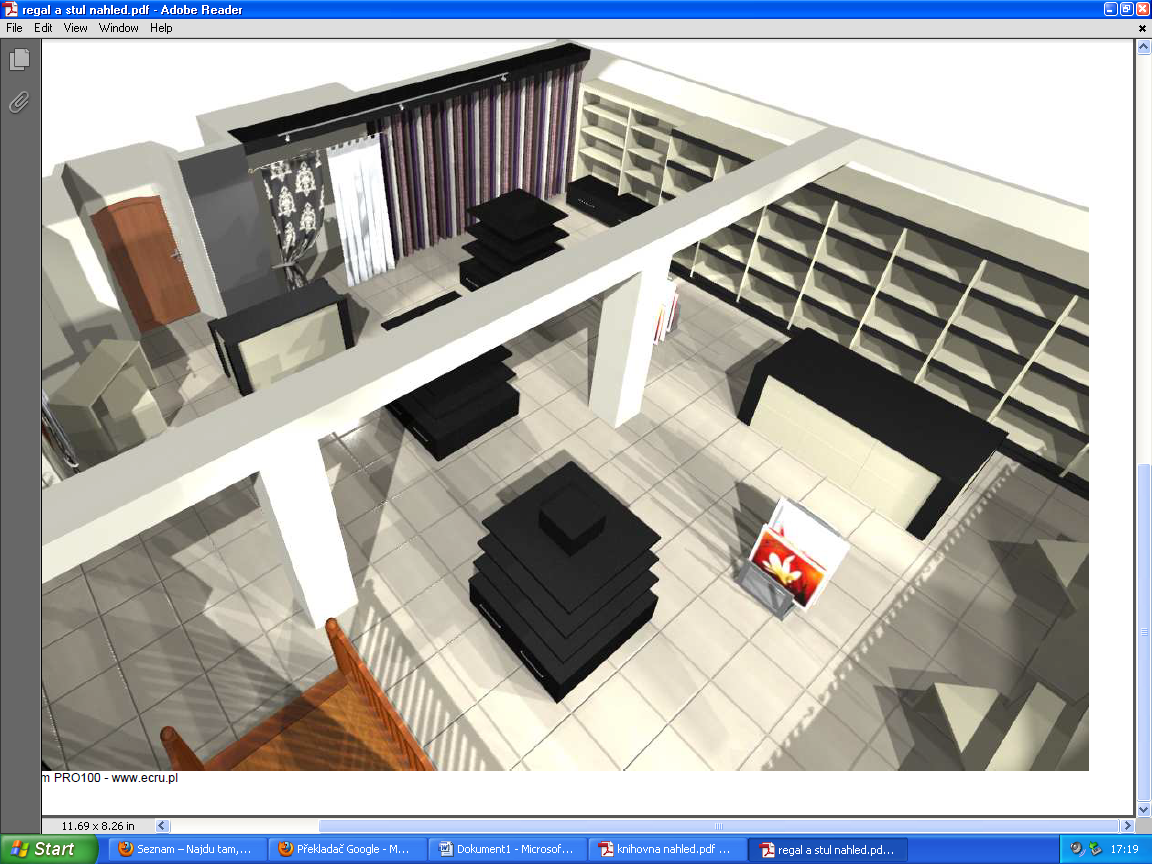 regal a stul nahled.pdf - Adobe Reader
File Edit View Window Help
m PRO100 - www.ecru.pl
11.69 x 8.26 in
Start
Seznam – Najdu tam,...
Překladač Google - M...
Dokument1 - Microsof...
knihovna nahled.pdf ...
regal a stul nahled.pd...
17:19